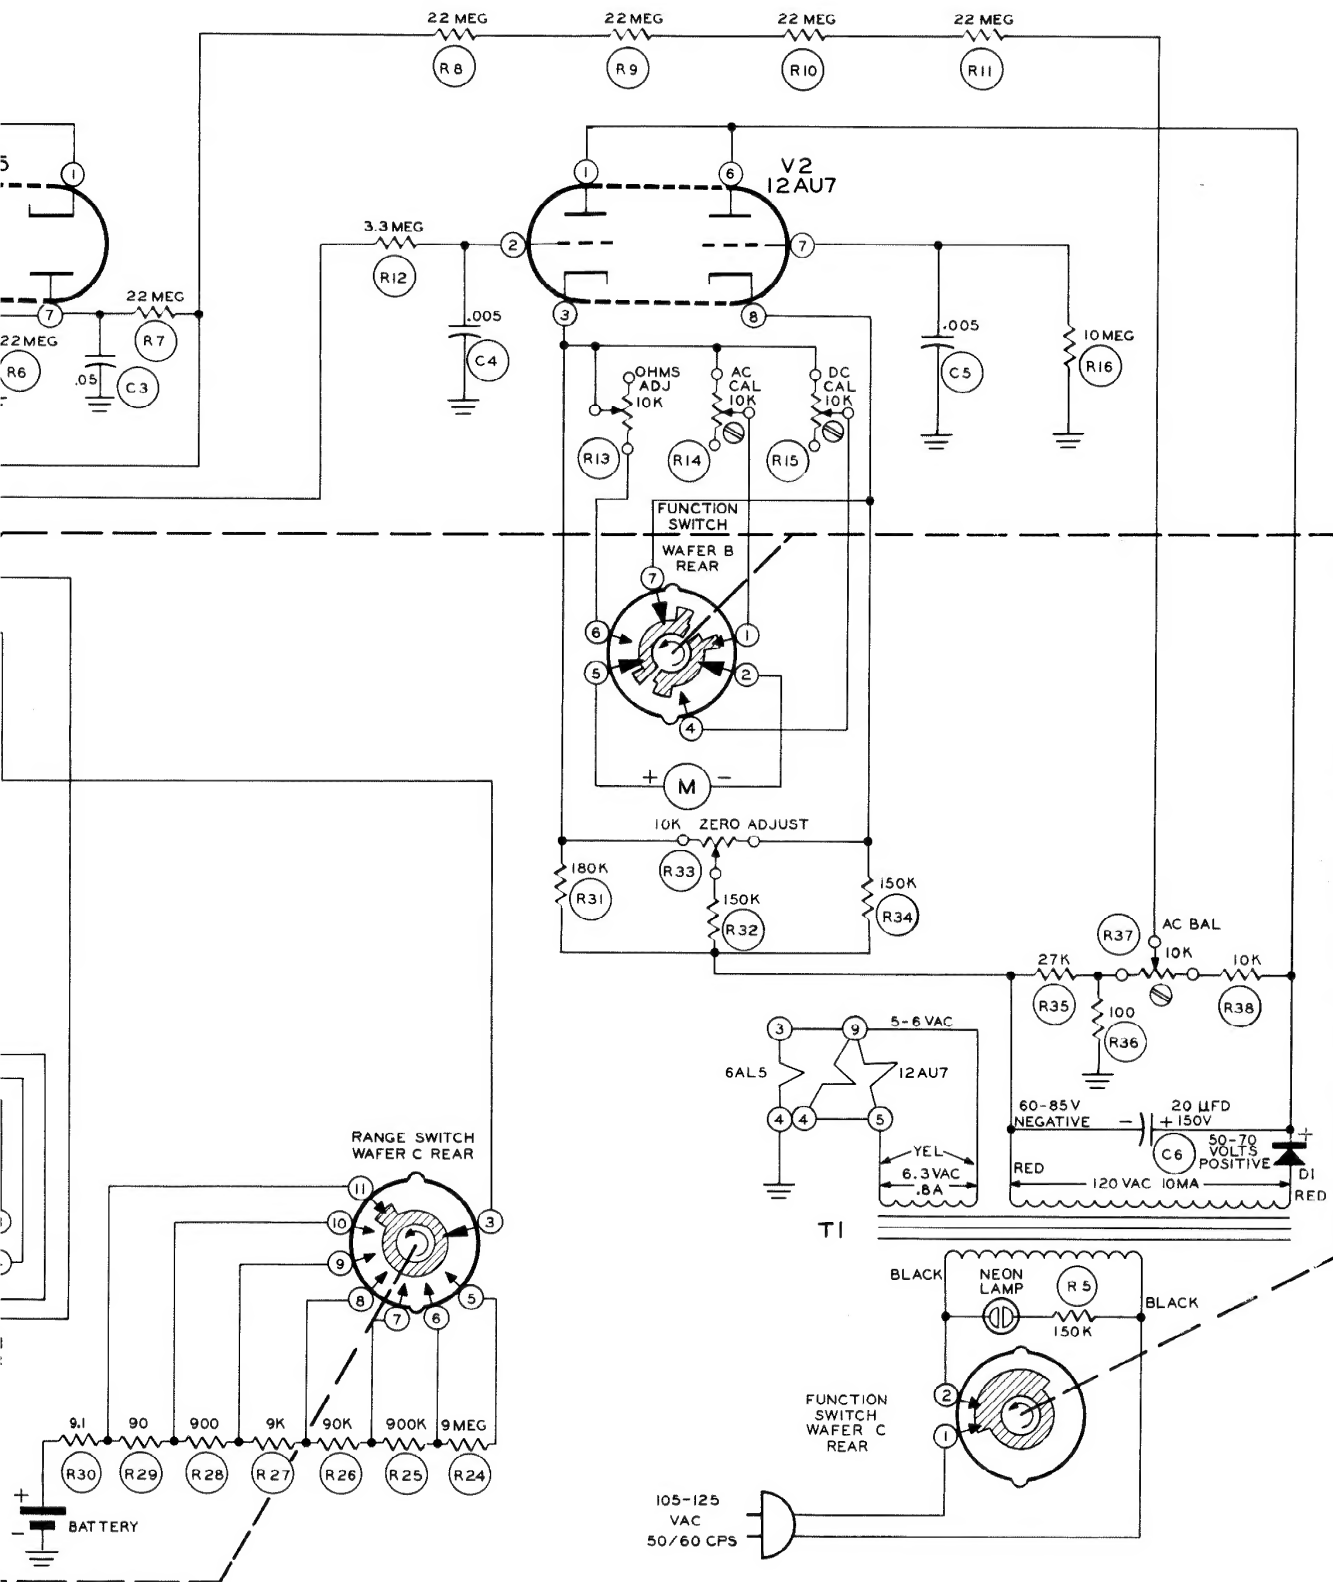 22 MEG
22 MEG
22 MEG
22 MEG
R8
R9
R10
R11
5
1
1
6
V2
12AU7
3.3 MEG
2
7
R12
22 MEG
7
R7
3
8
.005
C4
.005
C5
10 MEG
R16
22MEG
R6
.05
C3
OHMS
ADJ
10K
AC
CAL
10K
DC
CAL
10K
R13
R14
R15
FUNCTION
SWITCH
WAFER B
REAR
7
6
1
5
2
4
+
M
−
10K
ZERO ADJUST
R33
180K
R31
150K
R32
150K
R34
R37
AC BAL
10K
27K
R35
10K
R38
100
R36
3
9
5-6 VAC
6AL5
12AU7
4
4
5
60-85V
NEGATIVE
−
+
20 µFD
150V
C6
50-70
VOLTS
POSITIVE
+
D1
YEL
6.3VAC
.8A
RED
120 VAC 10MA
RED
T1
RANGE SWITCH
WAFER C REAR
11
10
9
8
7
6
5
3
BLACK
NEON
LAMP
R5
150K
BLACK
FUNCTION
SWITCH
WAFER C
REAR
2
1
9.1
90
900
9K
90K
900K
9MEG
R30
R29
R28
R27
R26
R25
R24
+
−
BATTERY
105-125
VAC
50/60 CPS